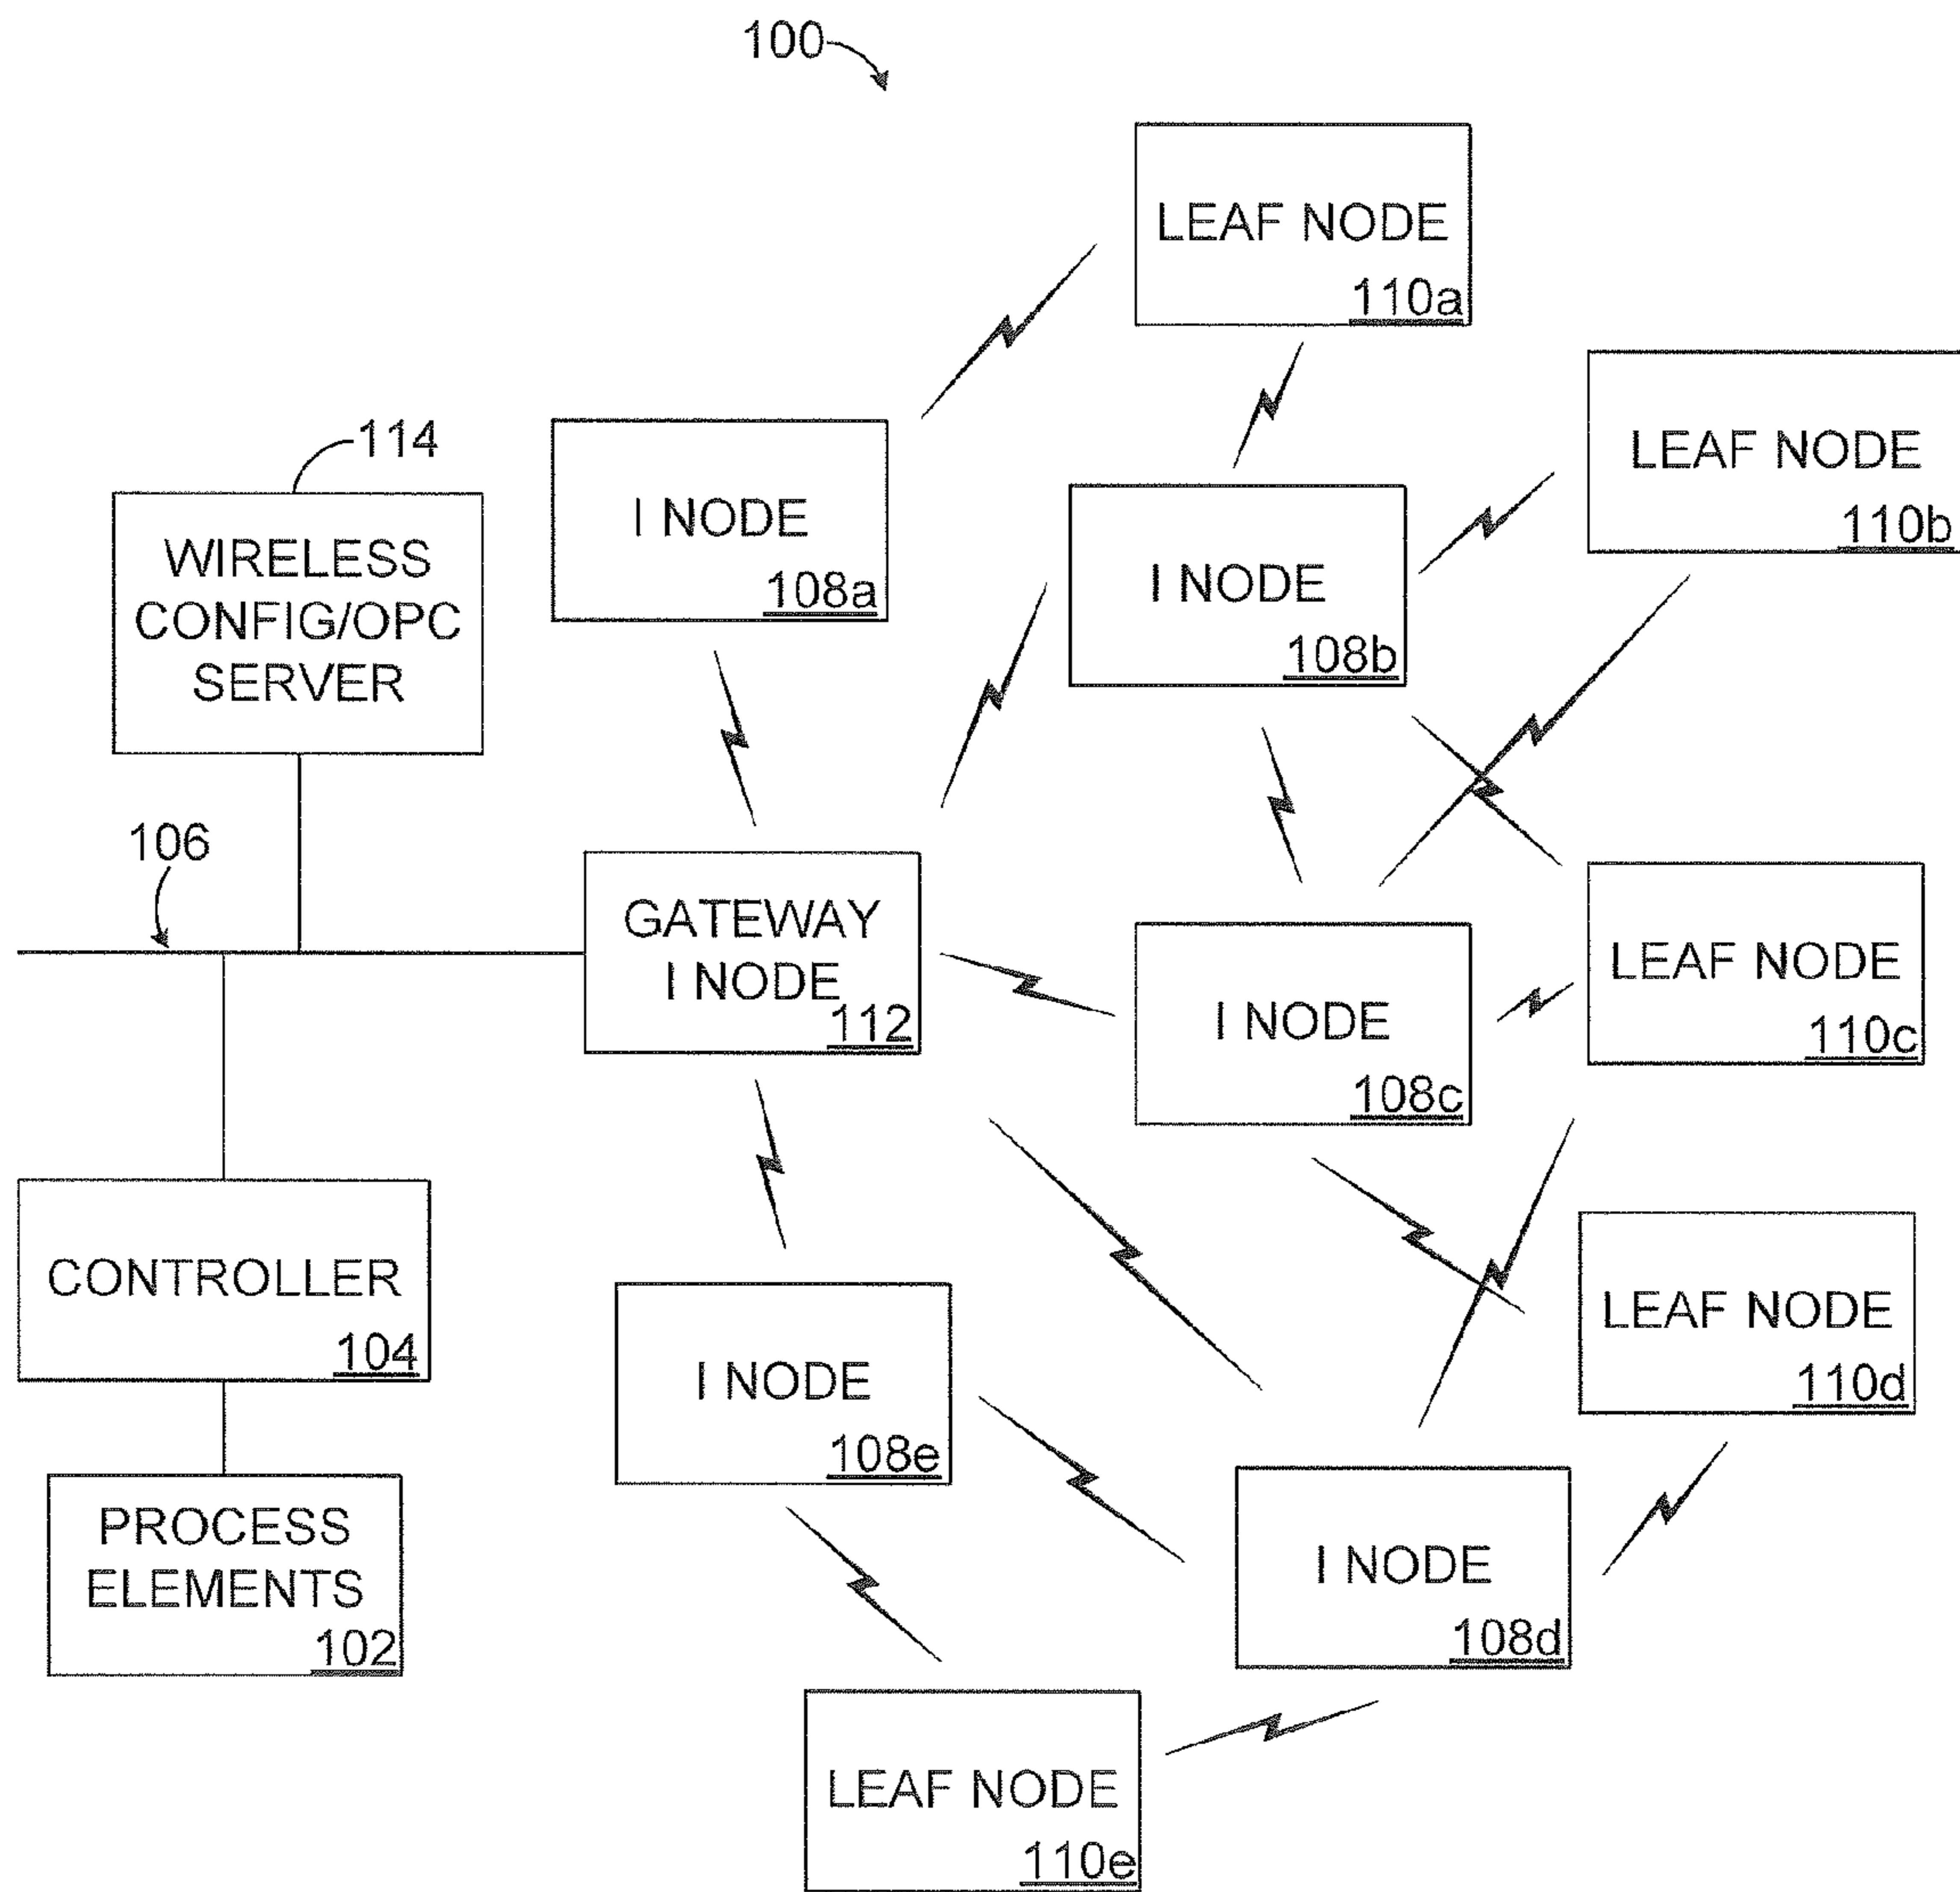 100
LEAF NODE
110a
LEAF NODE
110b
114
WIRELESS
CONFIG/OPC
SERVER
I NODE
108a
I NODE
108b
106
GATEWAY
I NODE
112
I NODE
108c
LEAF NODE
110c
CONTROLLER
104
I NODE
108e
LEAF NODE
110d
PROCESS
ELEMENTS
102
I NODE
108d
LEAF NODE
110e